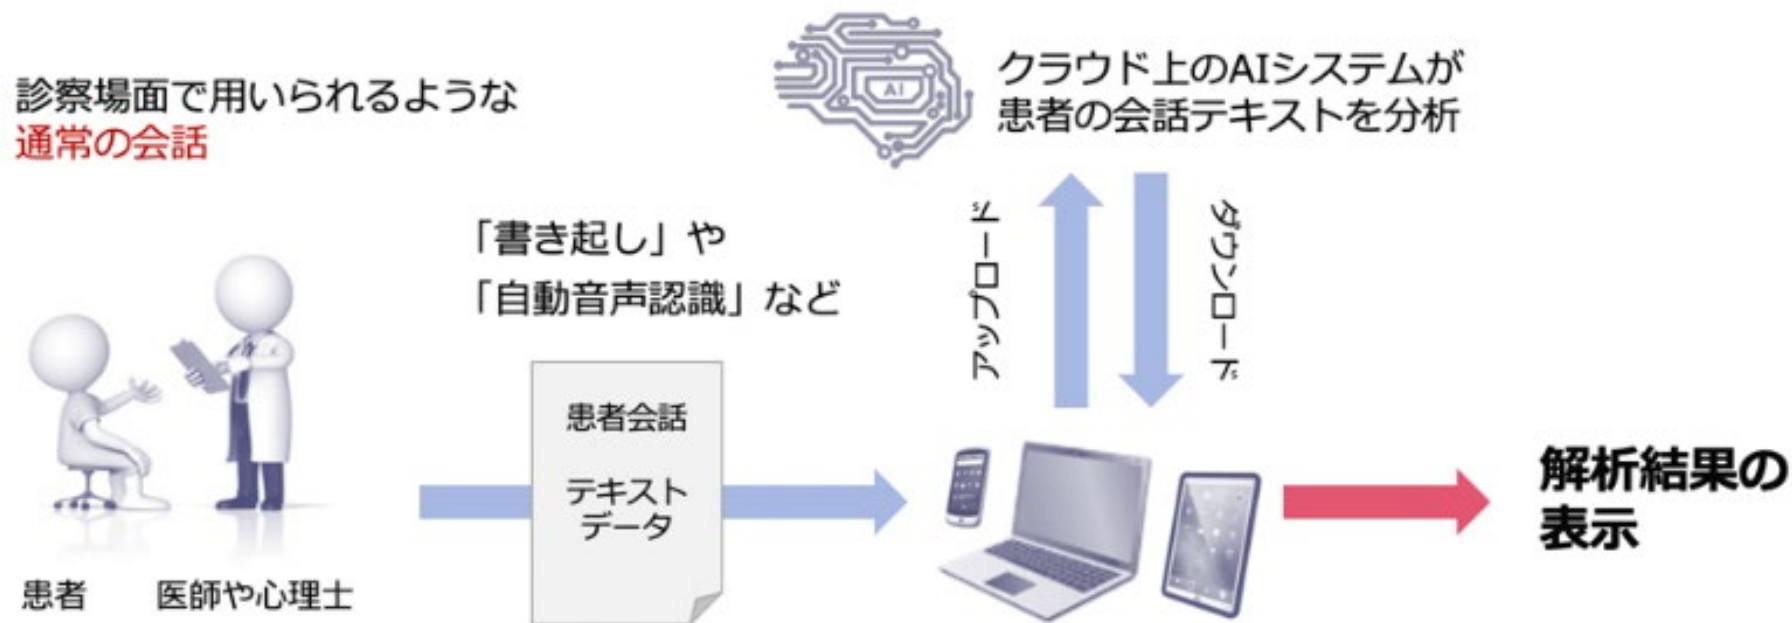 診察場面で用いられるような
通常の会話
AI
クラウド上のAIシステムが
患者の会話テキストを分析
「書き起し」や
「自動音声認識」など
アップロード
ダウンロード
患者会話
テキスト
データ
解析結果の
表示
患者
医師や心理士